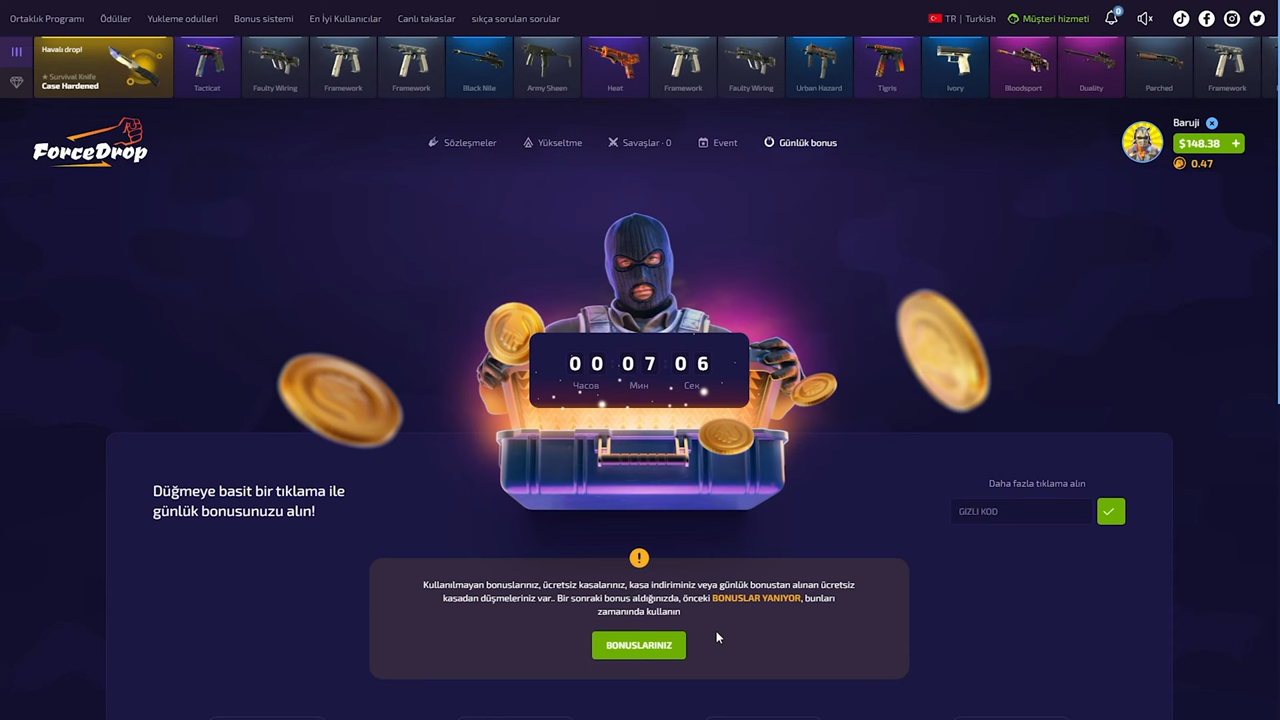 Ortaklık Programı Ödüller Yukleme odulleri Bonus sistemi En İyi Kullanıcılar Canlı takaslar sıkça sorulan sorular TR | Turkish Müşteri hizmeti 0
Havalı drop!
★ Survival Knife
Case Hardened
Tacticat Faulty Wiring Framework Framework Black Nile Army Sheen Heat Framework Faulty Wiring Urban Hazard Tigris Ivory Bloodsport Duality Parched Framework
ForceDrop
Sözleşmeler Yükseltme Savaşlar · 0 Event Günlük bonus
Baruji
$148.38 +
0.47
00 : 07 : 06
Часов Мин Сек
Düğmeye basit bir tıklama ile
günlük bonusunuzu alın!
Daha fazla tıklama alın
GIZLI KOD
!
Kullanılmayan bonuslarınız, ücretsiz kasalarınız, kasa indiriminiz veya günlük bonustan alınan ücretsiz
kasadan düşmeleriniz var.. Bir sonraki bonus aldığınızda, önceki BONUSLAR YANIYOR, bunları
zamanında kullanın
BONUSLARINIZ